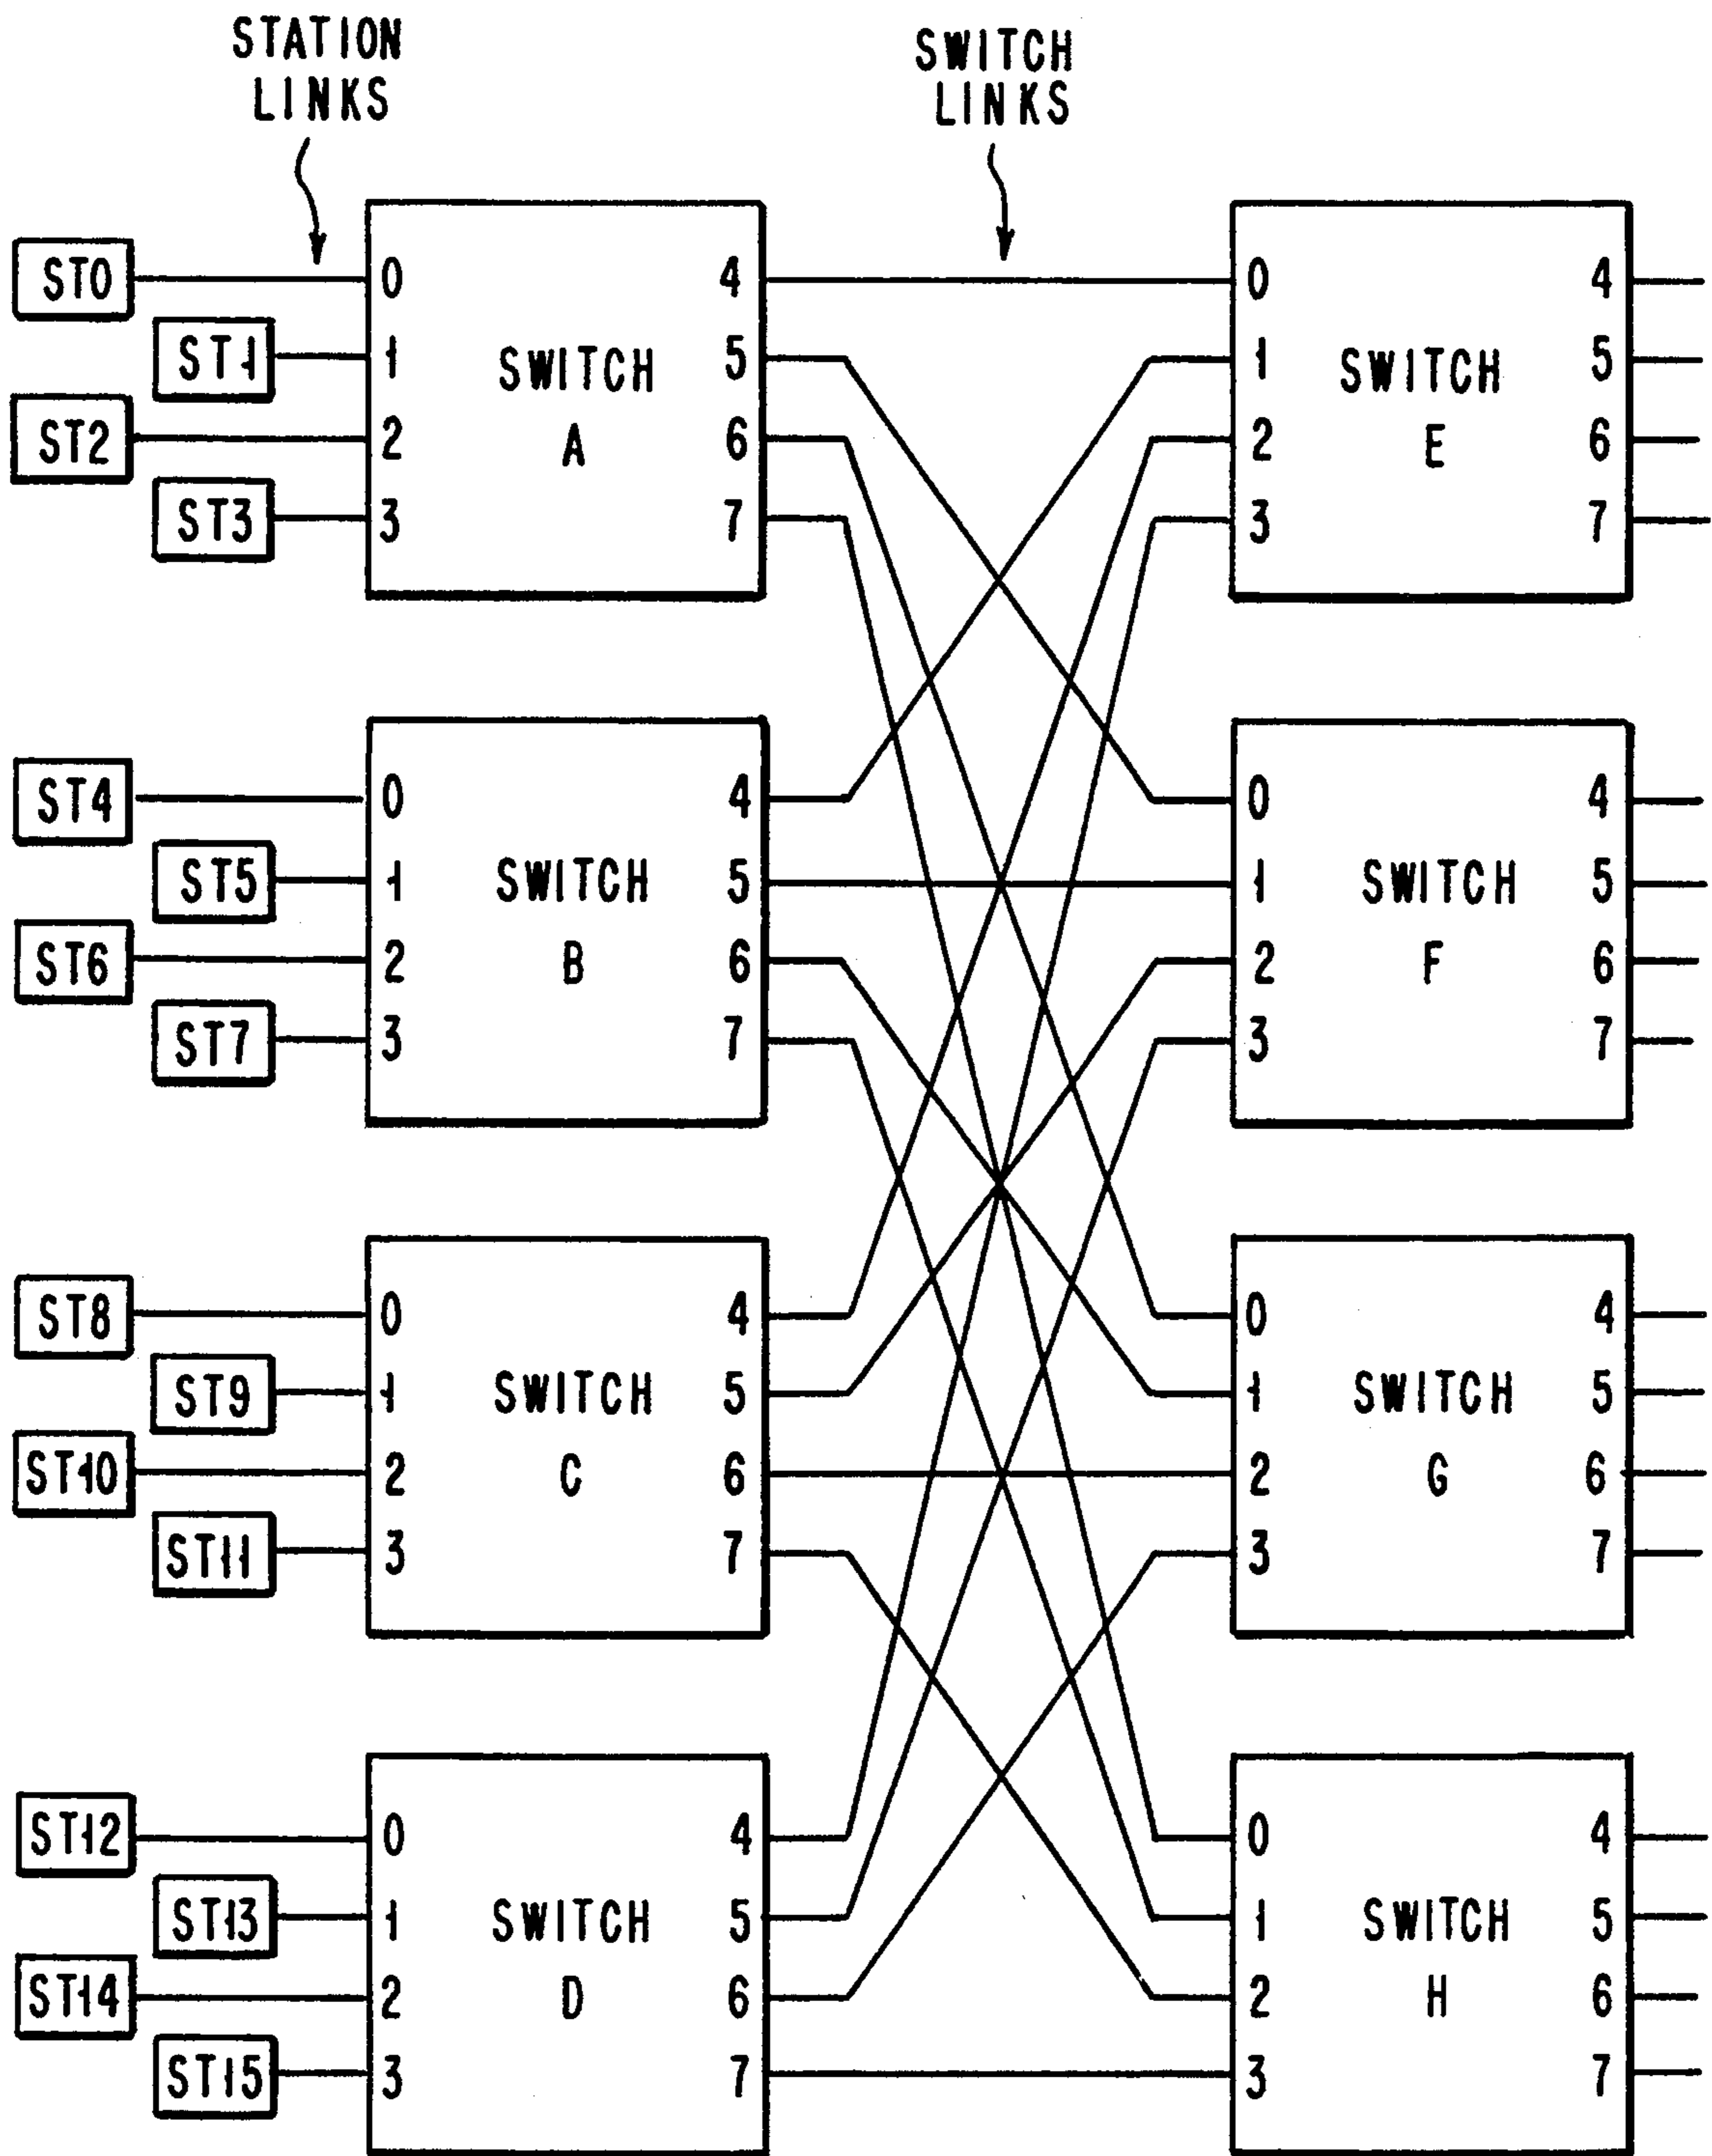 STATION
LINKS
SWITCH
LINKS
ST0
0
4
0
4
ST1
1
SWITCH
5
1
SWITCH
5
ST2
2
A
6
2
E
6
ST3
3
7
3
7
ST4
0
4
0
4
ST5
1
SWITCH
5
1
SWITCH
5
ST6
2
B
6
2
F
6
ST7
3
7
3
7
ST8
0
4
0
4
ST9
1
SWITCH
5
1
SWITCH
5
ST10
2
C
6
2
G
6
ST11
3
7
3
7
ST12
0
4
0
4
ST13
1
SWITCH
5
1
SWITCH
5
ST14
2
D
6
2
H
6
ST15
3
7
3
7